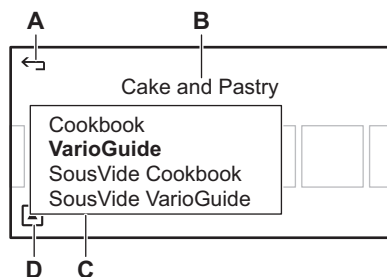 A B
Cake and Pastry
Cookbook
VarioGuide
SousVide Cookbook
SousVide VarioGuide
D C